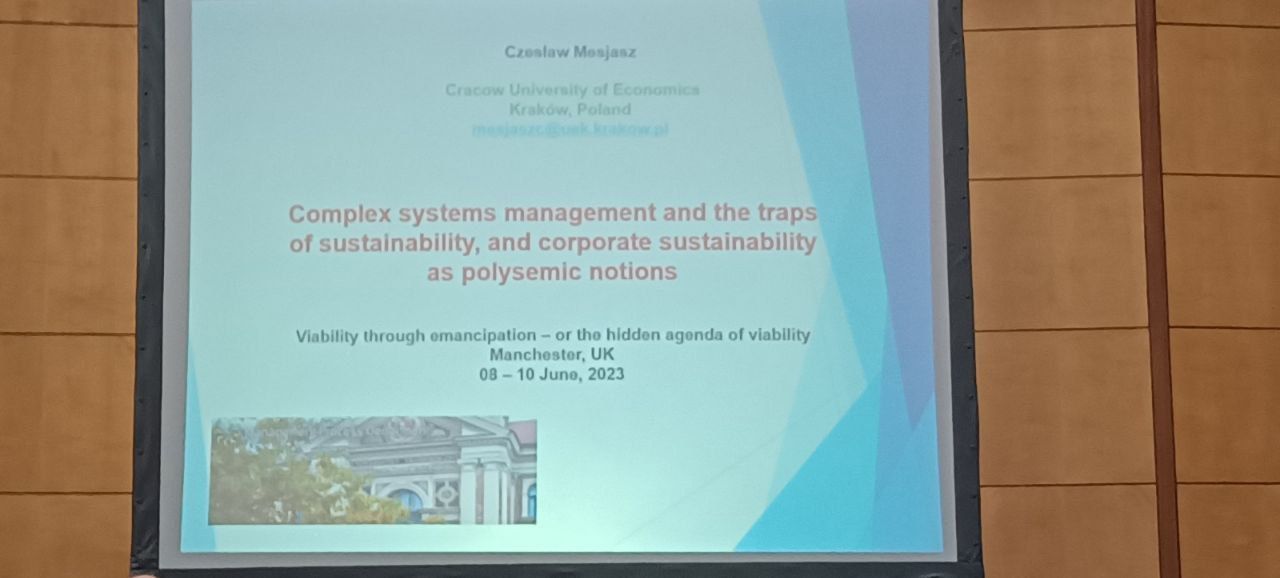 Czesław Mesjasz
Cracow University of Economics
Kraków, Poland
mesjaszc@uek.krakow.pl
Complex systems management and the traps
of sustainability, and corporate sustainability
as polysemic notions
Viability through emancipation – or the hidden agenda of viability
Manchester, UK
08 – 10 June, 2023